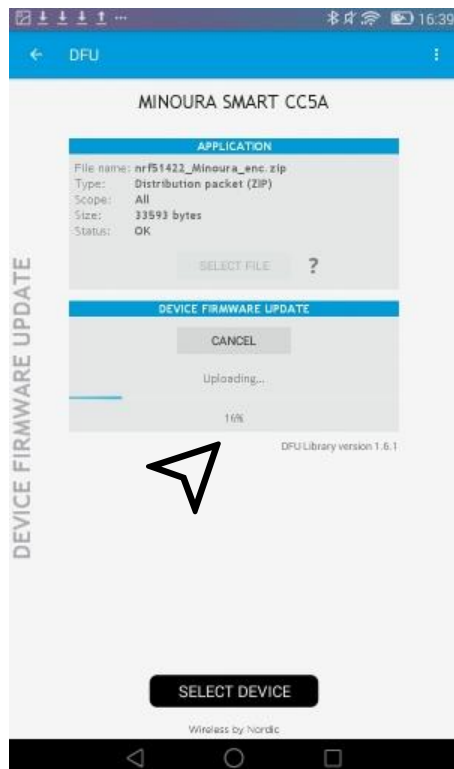 16:39
DFU
MINOURA SMART CC5A
APPLICATION
File name: nrf51422_Minoura_enc.zip
Type: Distribution packet (ZIP)
Scope: All
Size: 33593 bytes
Status: OK
SELECT FILE ?
DEVICE FIRMWARE UPDATE
CANCEL
Uploading...
16%
DFU Library version 1.6.1
DEVICE FIRMWARE UPDATE
SELECT DEVICE
Wireless by Nordic